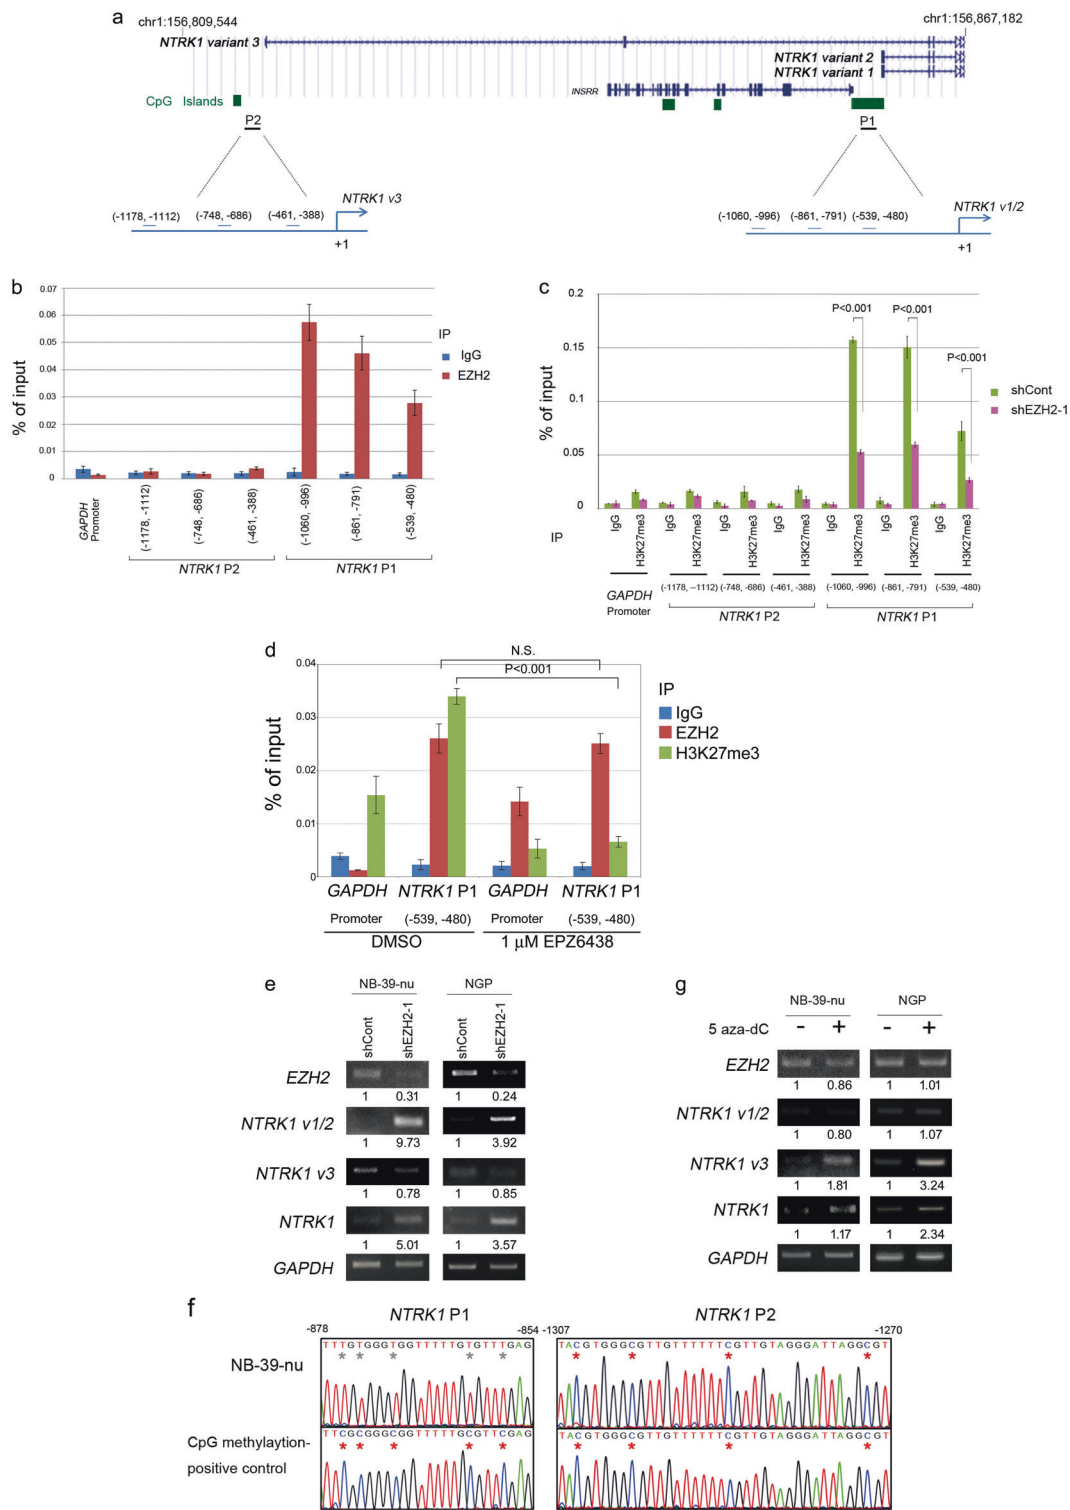 a
chr1:156,809,544
chr1:156,867,182
NTRK1 variant 3
NTRK1 variant 2
NTRK1 variant 1
INSRR
CpG Islands
P2
P1
NTRK1 v3
(-1178, -1112) (-748, -686) (-461, -388)
+1
NTRK1 v1/2
(-1060, -996) (-861, -791) (-539, -480)
+1
b
% of input
0.07
0.06
0.05
0.04
0.03
0.02
0.01
0
IP
IgG
EZH2
GAPDH
Promoter
(-1178, -1112)
(-748, -686)
(-461, -388)
(-1060, -996)
(-861, -791)
(-539, -480)
NTRK1 P2
NTRK1 P1
c
% of input
0.2
0.15
0.1
0.05
0
P<0.001
P<0.001
P<0.001
shCont
shEZH2-1
IP
IgG
H3K27me3
IgG
H3K27me3
IgG
H3K27me3
IgG
H3K27me3
IgG
H3K27me3
IgG
H3K27me3
IgG
H3K27me3
GAPDH
Promoter
(-1178, --1112) (-748, -686) (-461, -388) (-1060, -996) (-861, -791) (-539, -480)
NTRK1 P2
NTRK1 P1
d
% of input
0.04
0.03
0.02
0.01
0
N.S.
P<0.001
IP
IgG
EZH2
H3K27me3
GAPDH NTRK1 P1 GAPDH NTRK1 P1
Promoter (-539, -480) Promoter (-539, -480)
DMSO 1 µM EPZ6438
e
NB-39-nu NGP
shCont
shEZH2-1
shCont
shEZH2-1
EZH2
1 0.31 1 0.24
NTRK1 v1/2
1 9.73 1 3.92
NTRK1 v3
1 0.78 1 0.85
NTRK1
1 5.01 1 3.57
GAPDH
g
NB-39-nu NGP
5 aza-dC - + - +
EZH2
1 0.86 1 1.01
NTRK1 v1/2
1 0.80 1 1.07
NTRK1 v3
1 1.81 1 3.24
NTRK1
1 1.17 1 2.34
GAPDH
f
NTRK1 P1
NTRK1 P2
-878 -854 -1307 -1270
NB-39-nu
TTTGTGGGTGGTTTTTGTGTTTGAG
TACGTGGGCGTTGTTTTTTCGTTGTAGGGATTAGGCGT
* * * * *
* * * *
CpG methylaytion-
positive control
TTCGCGGGCGGTTTTTGCGTTCGAG
TACGTGGGCGTTGTTTTTTCGTTGTAGGGATTAGGCGT
* * * * *
* * * *